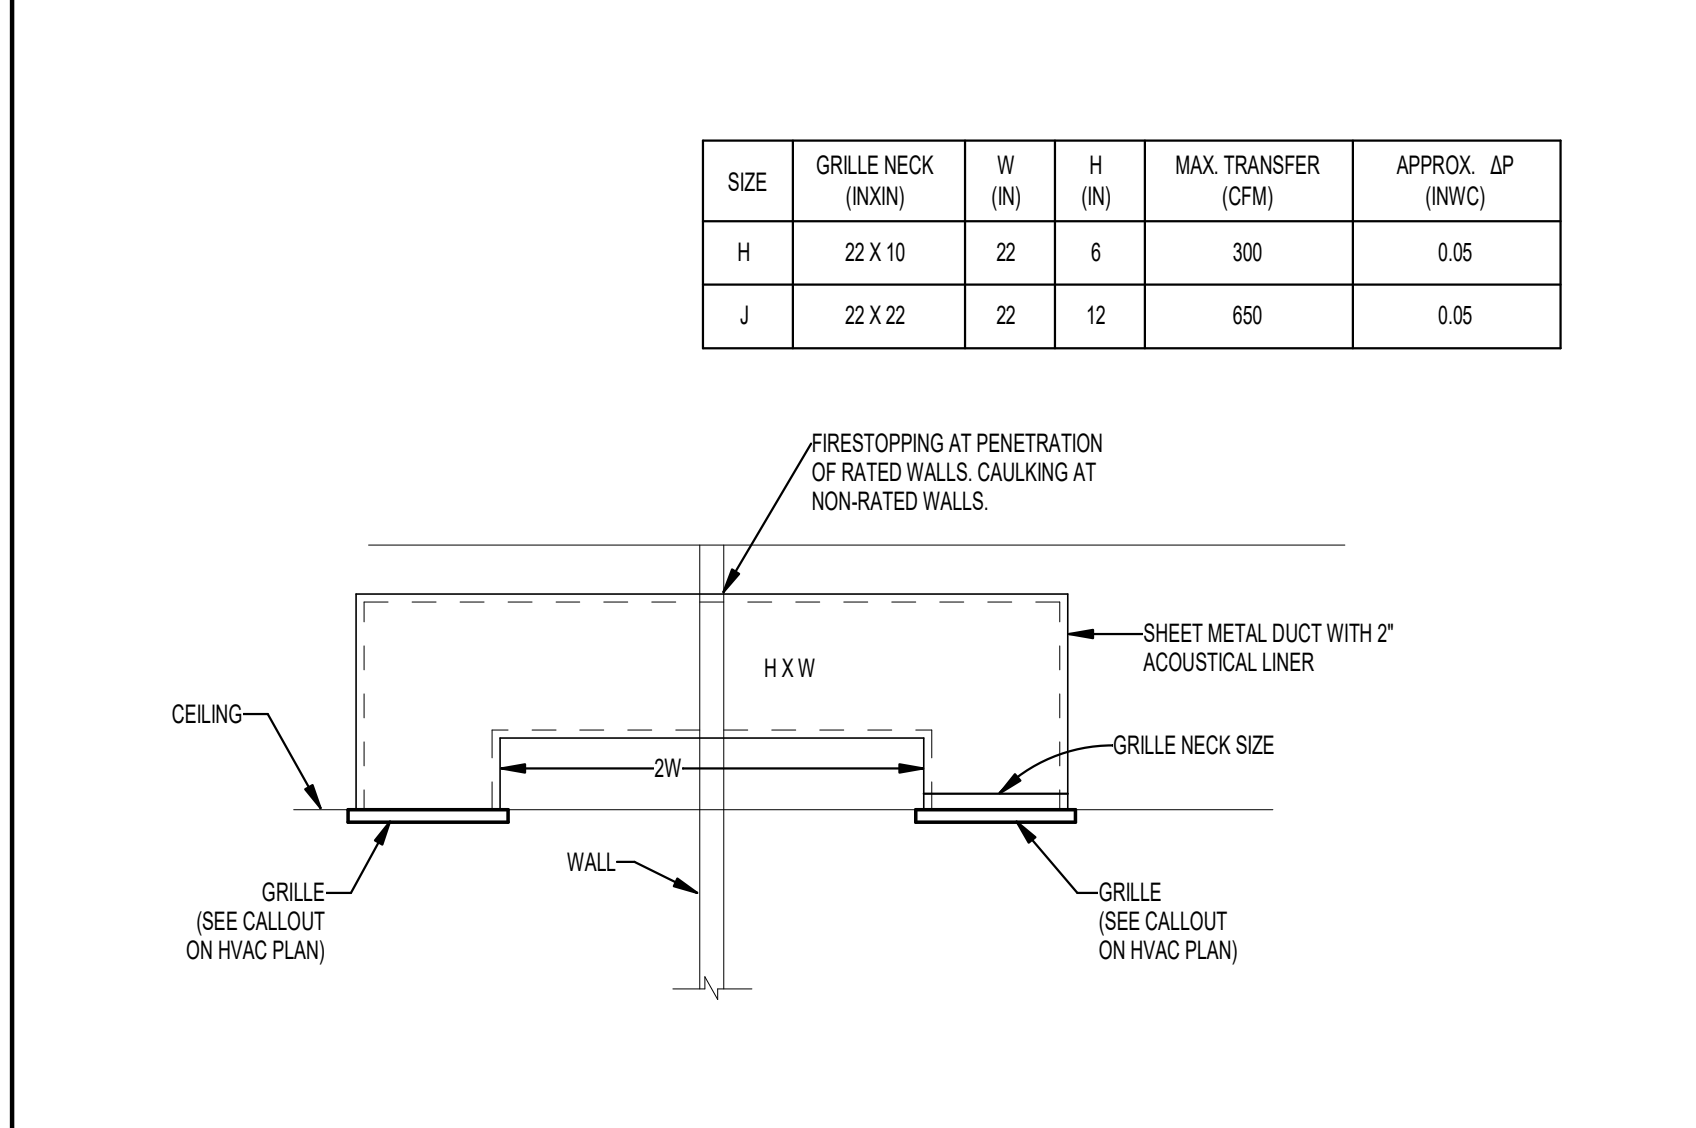 SIZE
GRILLE NECK
(INXIN)
W
(IN)
H
(IN)
MAX. TRANSFER
(CFM)
APPROX. ΔP
(INWC)
H
22 X 10
22
6
300
0.05
J
22 X 22
22
12
650
0.05
FIRESTOPPING AT PENETRATION
OF RATED WALLS. CAULKING AT
NON-RATED WALLS.
SHEET METAL DUCT WITH 2"
ACOUSTICAL LINER
H X W
CEILING
GRILLE NECK SIZE
2W
WALL
GRILLE
(SEE CALLOUT
ON HVAC PLAN)
GRILLE
(SEE CALLOUT
ON HVAC PLAN)